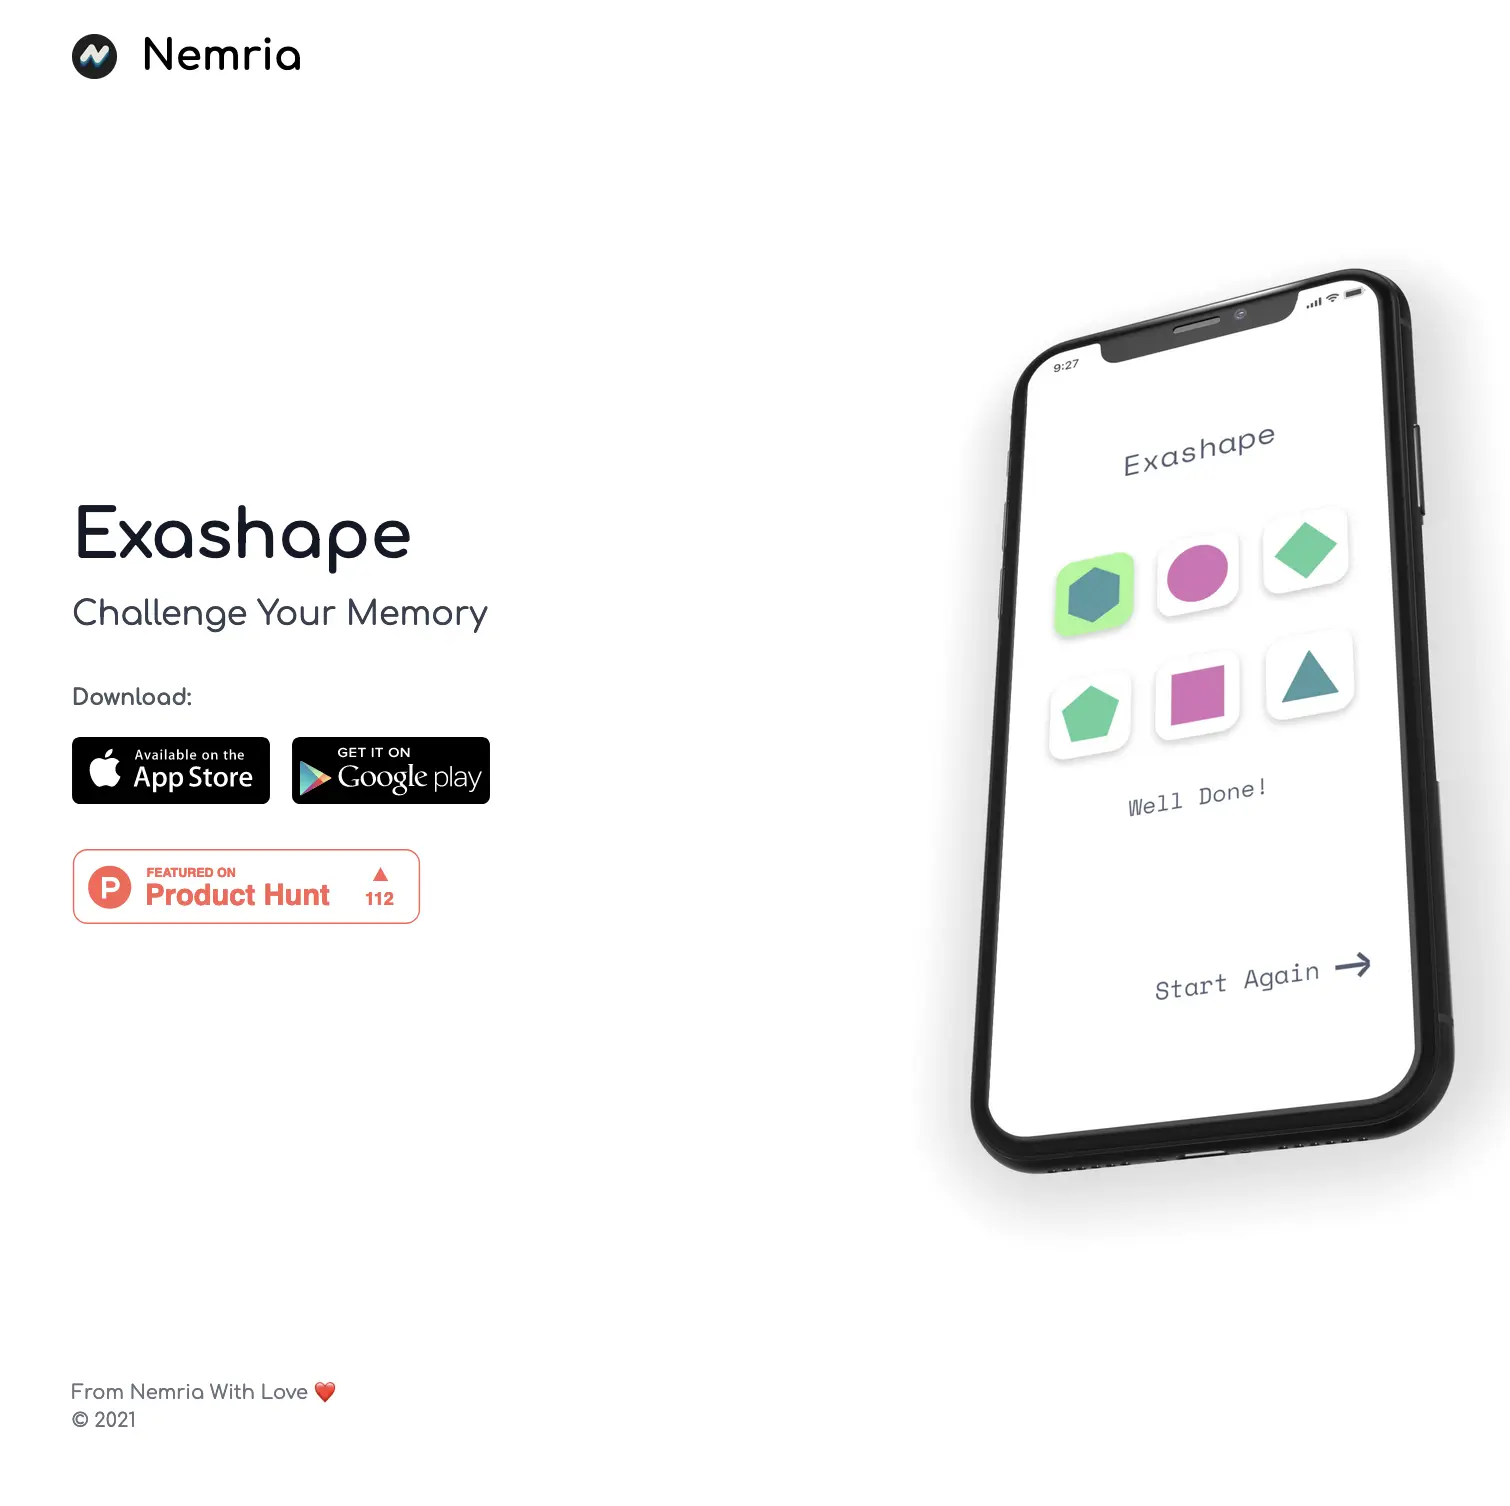 Nemria
Exashape
Challenge Your Memory
Download:
Available on the
App Store
GET IT ON
Google play
P
FEATURED ON
Product Hunt
112
9:27
Exashape
Well Done!
Start Again →
From Nemria With Love ❤️
© 2021